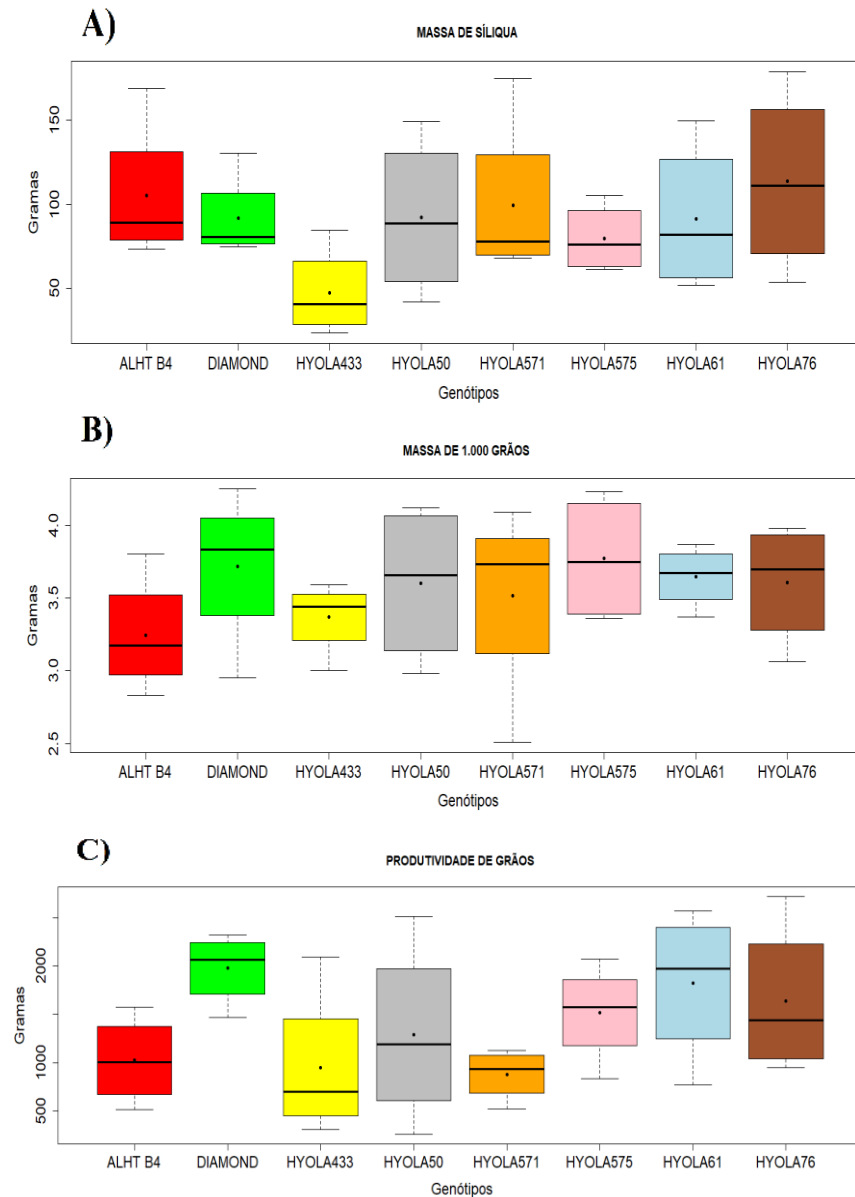 A)
MASSA DE SÍLIQUA
150
100
50
Gramas
ALHT B4 DIAMOND HYOLA433 HYOLA50 HYOLA571 HYOLA575 HYOLA61 HYOLA76
Genótipos
B)
MASSA DE 1.000 GRÃOS
4.0
3.5
3.0
2.5
Gramas
ALHT B4 DIAMOND HYOLA433 HYOLA50 HYOLA571 HYOLA575 HYOLA61 HYOLA76
Genótipos
C)
PRODUTIVIDADE DE GRÃOS
2000
1000
500
Gramas
ALHT B4 DIAMOND HYOLA433 HYOLA50 HYOLA571 HYOLA575 HYOLA61 HYOLA76
Genótipos